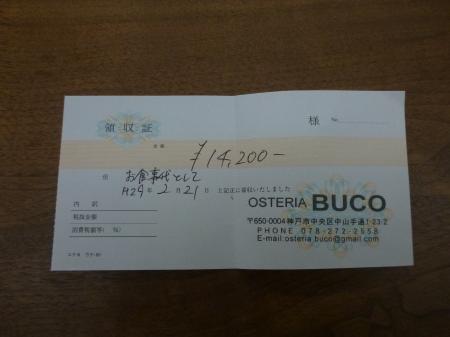 領収証
様 No.
金額
¥14,200-
但 お食事代として
H29年 2月 21日 上記正に領収いたしました
内 訳
税抜金額
消費税額等( %)
OSTERIA BUCO
〒650-0004 神戸市中央区中山手通1-23-2
PHONE 078-272-2558
E-mail:osteria.buco@gmail.com